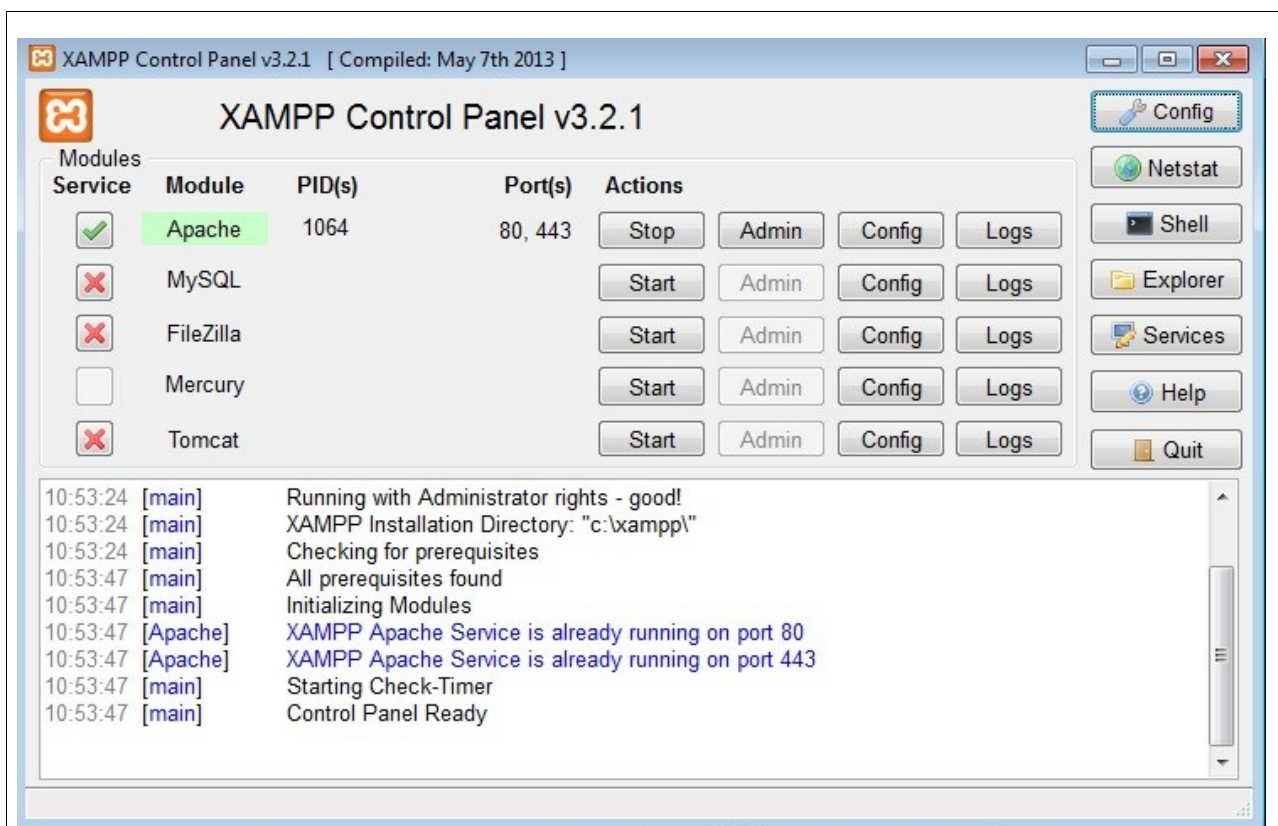 XAMPP Control Panel v3.2.1 [ Compiled: May 7th 2013 ]
XAMPP Control Panel v3.2.1
Config
Modules
Service Module PID(s) Port(s) Actions
Netstat
Apache 1064 80, 443 Stop Admin Config Logs
Shell
MySQL Start Admin Config Logs
Explorer
FileZilla Start Admin Config Logs
Services
Mercury Start Admin Config Logs
Help
Tomcat Start Admin Config Logs
Quit
10:53:24 [main] Running with Administrator rights - good!
10:53:24 [main] XAMPP Installation Directory: "c:\xampp\"
10:53:24 [main] Checking for prerequisites
10:53:47 [main] All prerequisites found
10:53:47 [main] Initializing Modules
10:53:47 [Apache] XAMPP Apache Service is already running on port 80
10:53:47 [Apache] XAMPP Apache Service is already running on port 443
10:53:47 [main] Starting Check-Timer
10:53:47 [main] Control Panel Ready